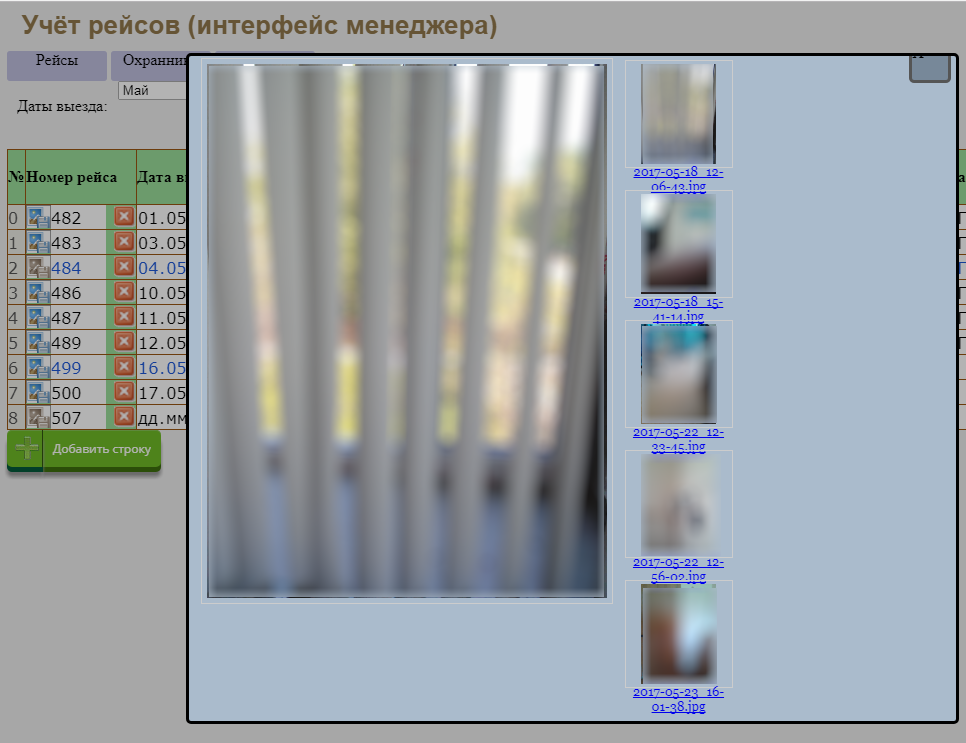 Учёт рейсов (интерфейс менеджера)
Рейсы
Даты выезда:
Май
№ Номер рейса
0 482 01.05
1 483 03.05
2 484 04.05
3 486 10.05
4 487 11.05
5 489 12.05
6 499 16.05
7 500 17.05
8 507 дд.мм
Добавить строку
2017-05-18_12-
06-43.jpg
2017-05-18_15-
41-14.jpg
2017-05-22_12-
33-45.jpg
2017-05-22_12-
56-02.jpg
2017-05-23_16-
01-38.jpg